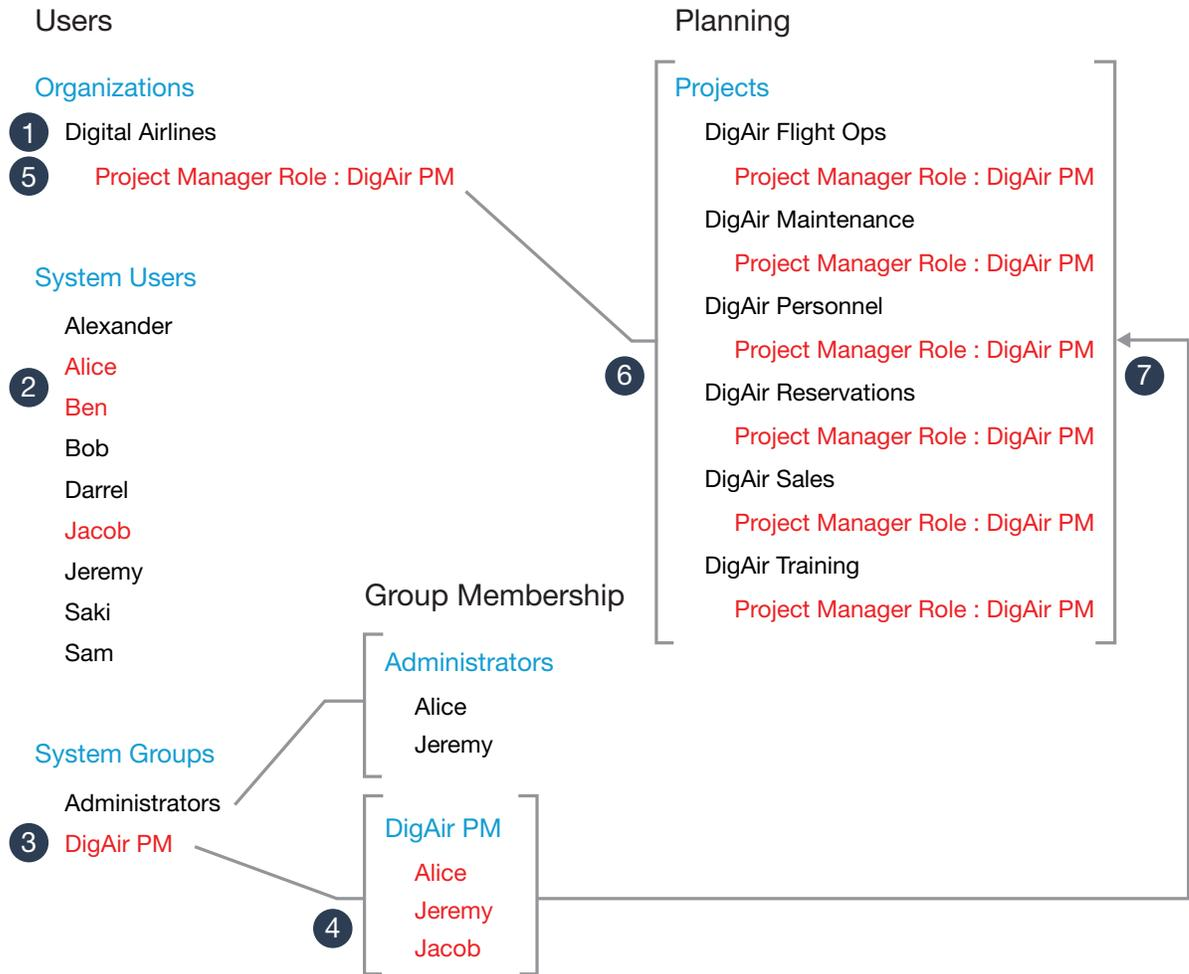 Users
Organizations
1 Digital Airlines
5 Project Manager Role : DigAir PM
System Users
Alexander
2
Alice
Ben
Bob
Darrel
Jacob
Jeremy
Saki
Sam
System Groups
Administrators
3 DigAir PM
Group Membership
Administrators
Alice
Jeremy
4
DigAir PM
Alice
Jeremy
Jacob
Planning
6
Projects
DigAir Flight Ops
Project Manager Role : DigAir PM
DigAir Maintenance
Project Manager Role : DigAir PM
DigAir Personnel
Project Manager Role : DigAir PM
DigAir Reservations
Project Manager Role : DigAir PM
DigAir Sales
Project Manager Role : DigAir PM
DigAir Training
Project Manager Role : DigAir PM
7